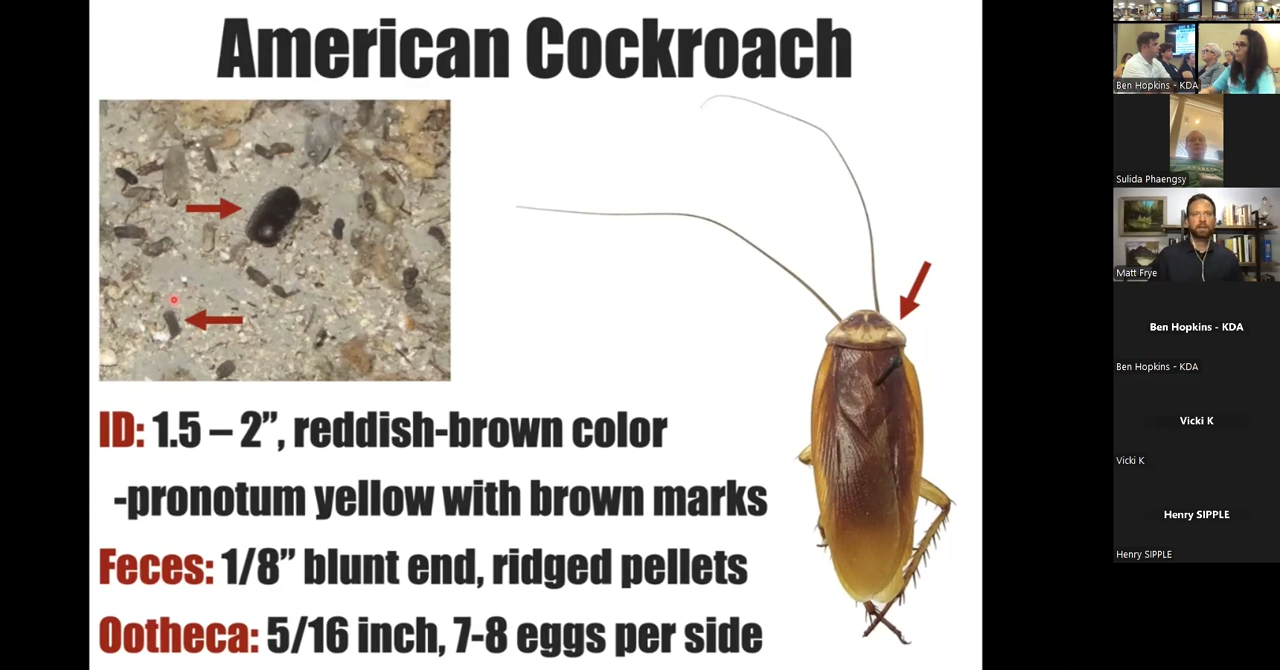 American Cockroach
ID: 1.5 – 2”, reddish-brown color
-pronotum yellow with brown marks
Feces: 1/8” blunt end, ridged pellets
Ootheca: 5/16 inch, 7-8 eggs per side
Ben Hopkins - KDA
Sulida Phaengsy
Matt Frye
Ben Hopkins - KDA
Ben Hopkins - KDA
Vicki K
Vicki K
Henry SIPPLE
Henry SIPPLE